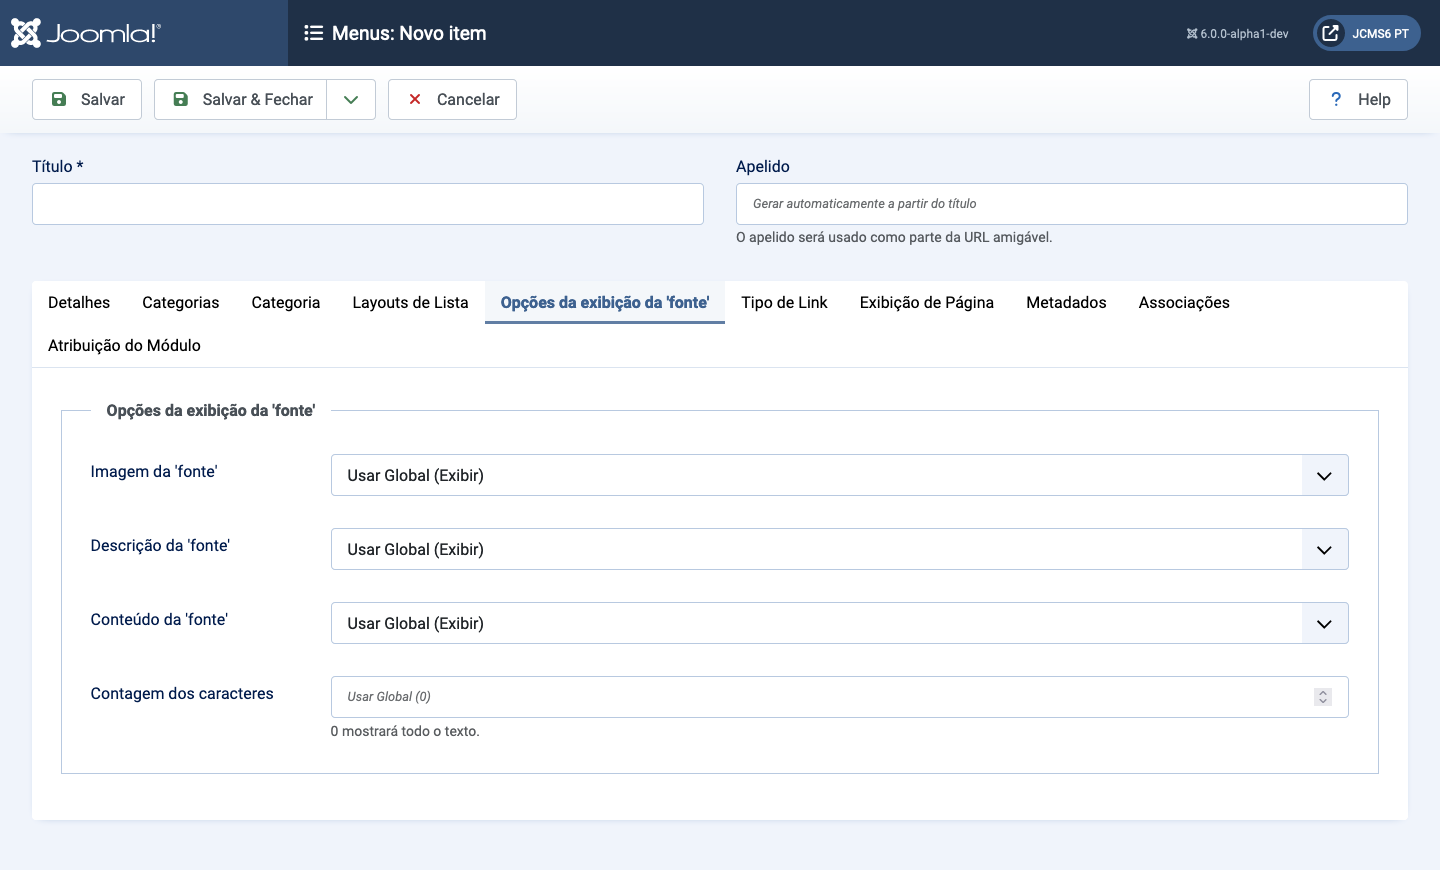 Joomla!®
Menus: Novo item
6.0.0-alpha1-dev
JCMS6 PT
Salvar
Salvar & Fechar
Cancelar
? Help
Título *
Apelido
Gerar automaticamente a partir do título
O apelido será usado como parte da URL amigável.
Detalhes Categorias Categoria Layouts de Lista Opções da exibição da 'fonte' Tipo de Link Exibição de Página Metadados Associações
Atribuição do Módulo
Opções da exibição da 'fonte'
Imagem da 'fonte'
Usar Global (Exibir)
Descrição da 'fonte'
Usar Global (Exibir)
Conteúdo da 'fonte'
Usar Global (Exibir)
Contagem dos caracteres
Usar Global (0)
0 mostrará todo o texto.